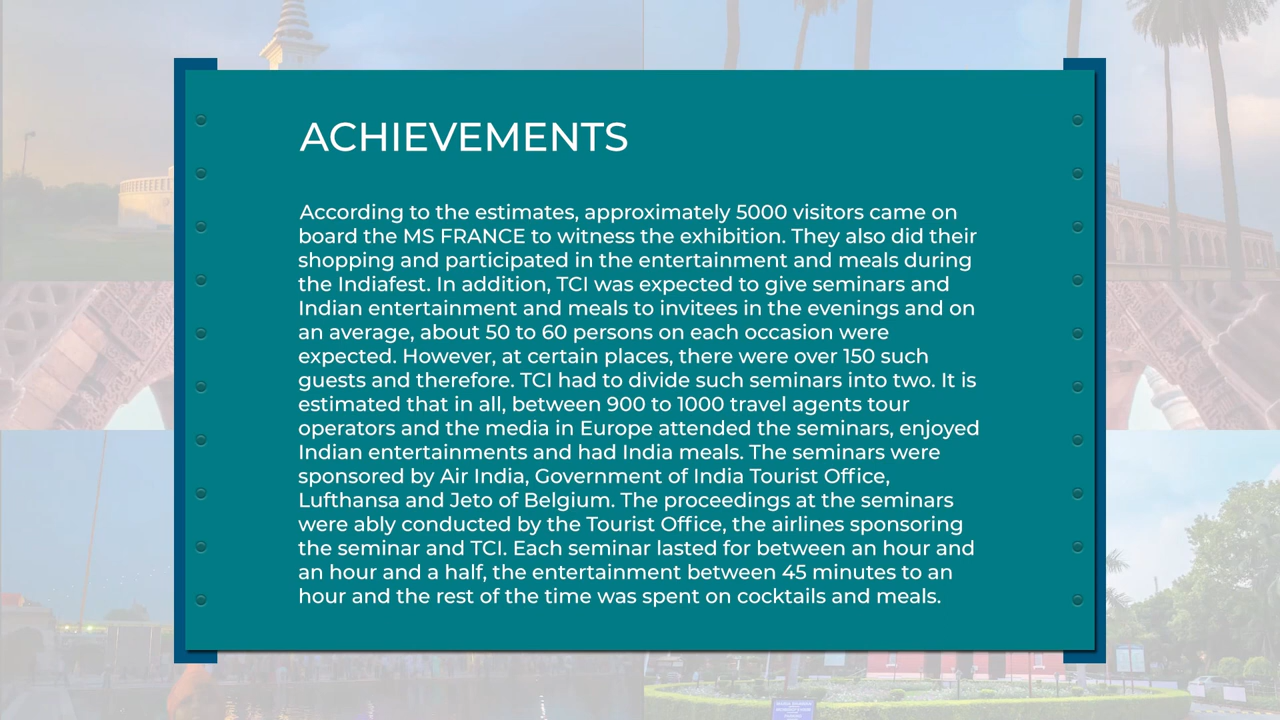 ACHIEVEMENTS
According to the estimates, approximately 5000 visitors came on
board the MS FRANCE to witness the exhibition. They also did their
shopping and participated in the entertainment and meals during
the Indiafest. In addition, TCI was expected to give seminars and
Indian entertainment and meals to invitees in the evenings and on
an average, about 50 to 60 persons on each occasion were
expected. However, at certain places, there were over 150 such
guests and therefore. TCI had to divide such seminars into two. It is
estimated that in all, between 900 to 1000 travel agents tour
operators and the media in Europe attended the seminars, enjoyed
Indian entertainments and had India meals. The seminars were
sponsored by Air India, Government of India Tourist Office,
Lufthansa and Jeto of Belgium. The proceedings at the seminars
were ably conducted by the Tourist Office, the airlines sponsoring
the seminar and TCI. Each seminar lasted for between an hour and
an hour and a half, the entertainment between 45 minutes to an
hour and the rest of the time was spent on cocktails and meals.